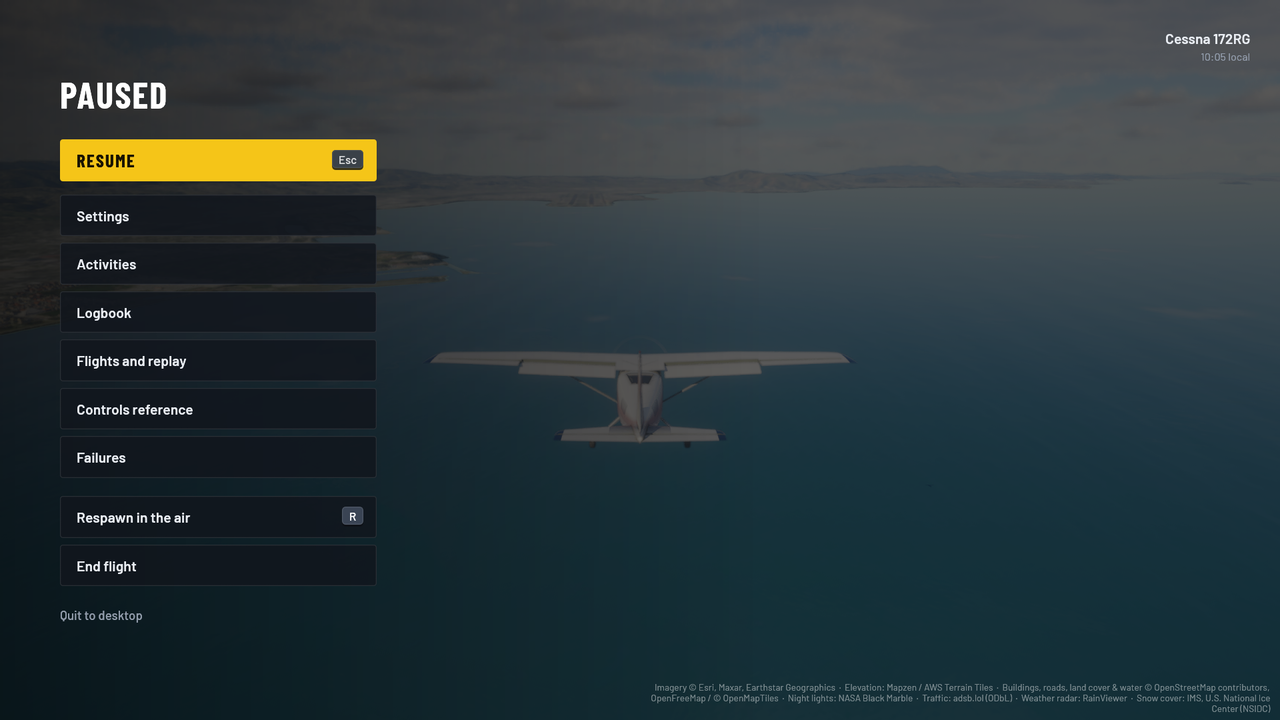 Cessna 172RG
10:05 local
PAUSED
RESUME Esc
Settings
Activities
Logbook
Flights and replay
Controls reference
Failures
Respawn in the air R
End flight
Quit to desktop
Imagery © Esri, Maxar, Earthstar Geographics · Elevation: Mapzen / AWS Terrain Tiles · Buildings, roads, land cover & water © OpenStreetMap contributors,
OpenFreeMap / © OpenMapTiles · Night lights: NASA Black Marble · Traffic: adsb.lol (ODbL) · Weather radar: RainViewer · Snow cover: IMS, U.S. National Ice
Center (NSIDC)